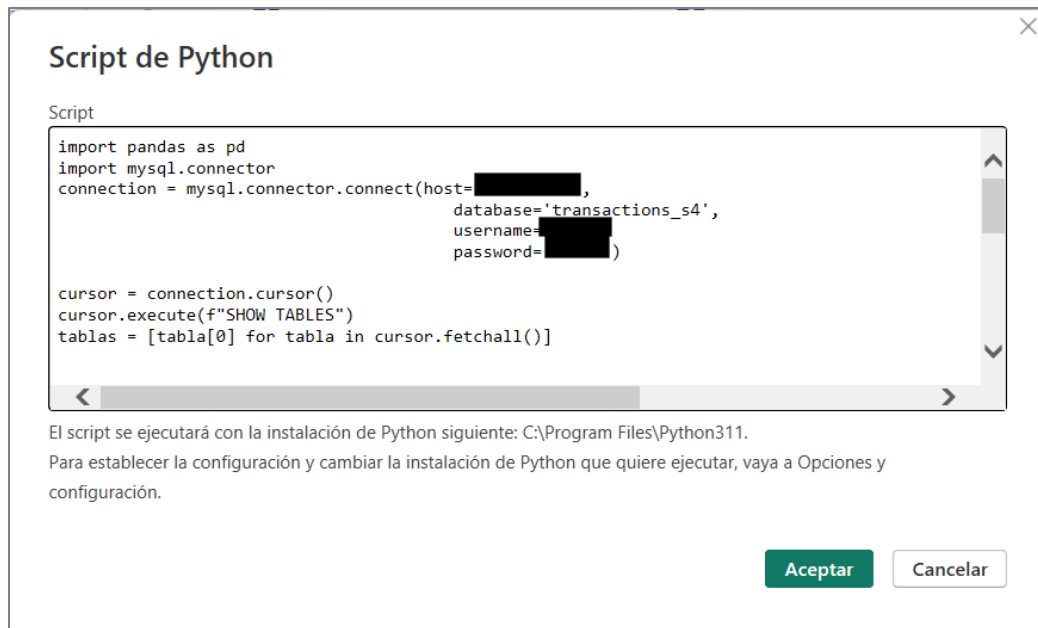 Script de Python
Script
import pandas as pd
import mysql.connector
connection = mysql.connector.connect(host=,
database='transactions_s4',
username=
password=)
cursor = connection.cursor()
cursor.execute(f"SHOW TABLES")
tablas = [tabla[0] for tabla in cursor.fetchall()]
El script se ejecutará con la instalación de Python siguiente: C:\Program Files\Python311.
Para establecer la configuración y cambiar la instalación de Python que quiere ejecutar, vaya a Opciones y
configuración.
Aceptar Cancelar